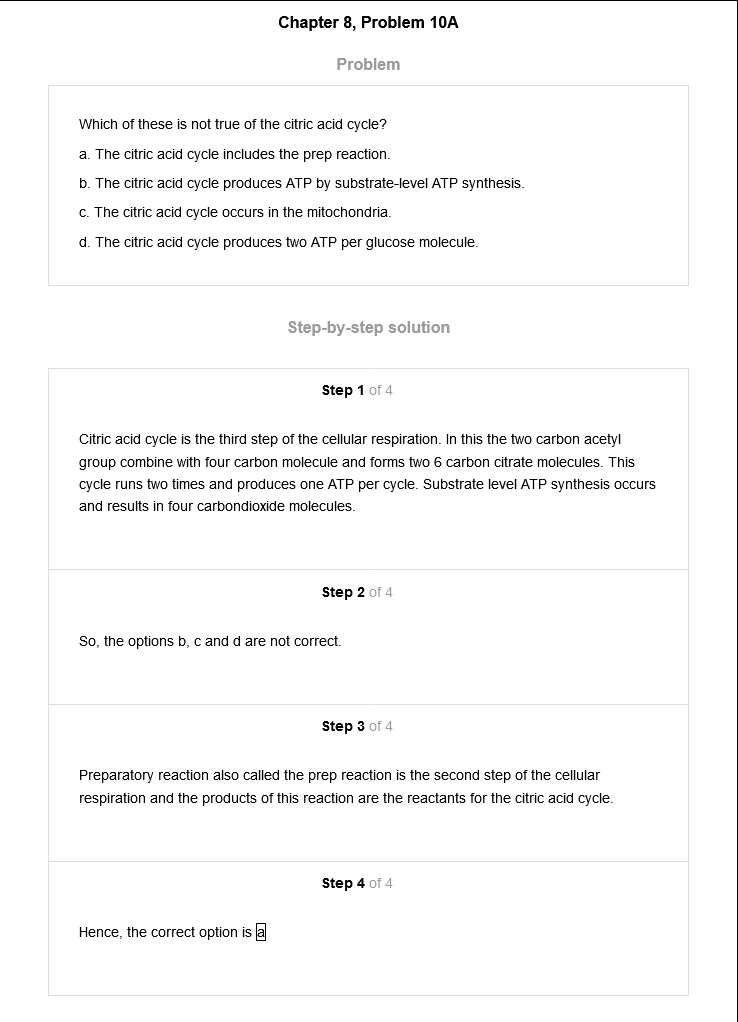 Chapter 8, Problem 10A
Problem
Which of these is not true of the citric acid cycle?
a. The citric acid cycle includes the prep reaction.
b. The citric acid cycle produces ATP by substrate-level ATP synthesis.
c. The citric acid cycle occurs in the mitochondria.
d. The citric acid cycle produces two ATP per glucose molecule.
Step-by-step solution
Step 1 of 4
Citric acid cycle is the third step of the cellular respiration. In this the two carbon acetyl
group combine with four carbon molecule and forms two 6 carbon citrate molecules. This
cycle runs two times and produces one ATP per cycle. Substrate level ATP synthesis occurs
and results in four carbondioxide molecules.
Step 2 of 4
So, the options b, c and d are not correct.
Step 3 of 4
Preparatory reaction also called the prep reaction is the second step of the cellular
respiration and the products of this reaction are the reactants for the citric acid cycle.
Step 4 of 4
Hence, the correct option is a